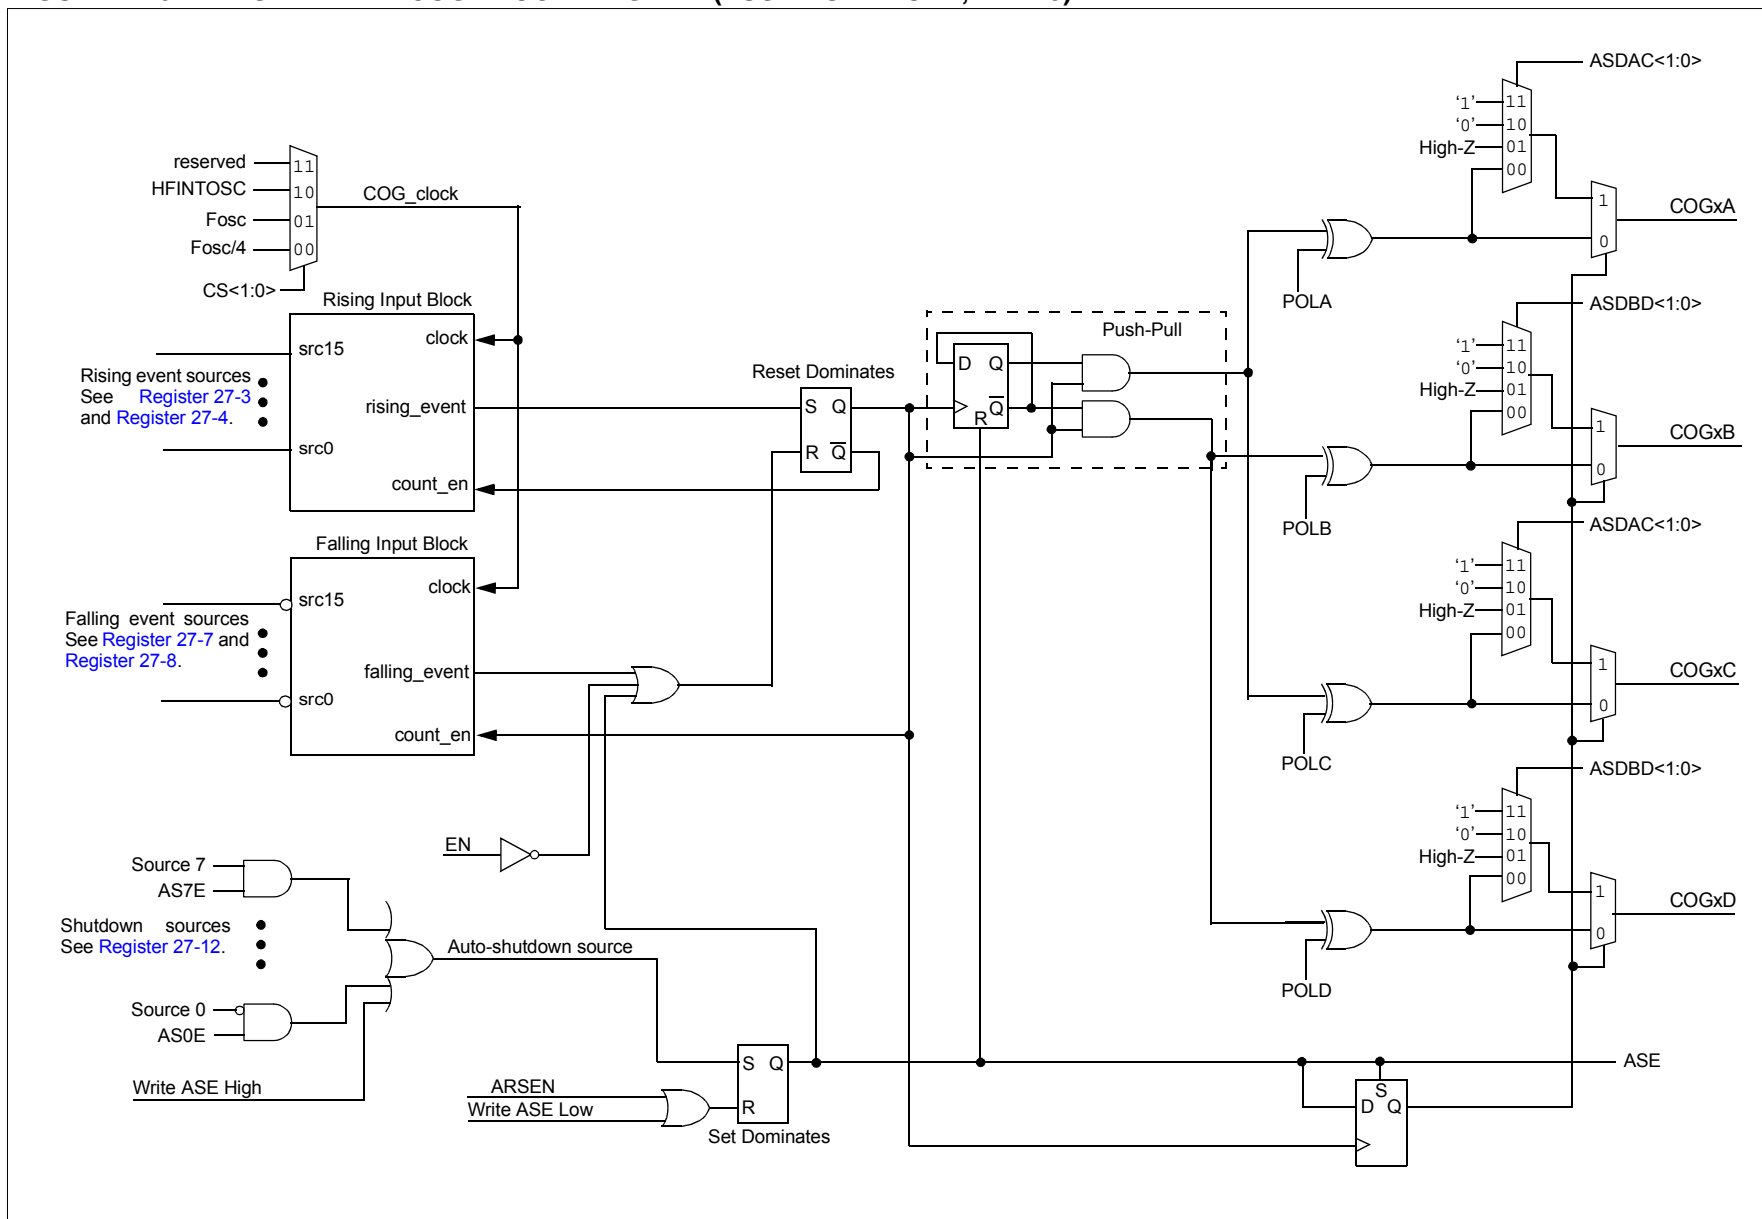 ASDAC<1:0>
‘1’ 11
‘0’ 10
High-Z 01
00
1
COGxA
0
POLA
reserved 11
HFINTOSC 10
COG_clock
Fosc 01
Fosc/4 00
CS<1:0>
Rising Input Block
clock
src15
Rising event sources
See Register 27-3
and Register 27-4.
rising_event
src0
count_en
Reset Dominates
S Q
R Q
Push-Pull
D Q
Q
R
ASDBD<1:0>
‘1’ 11
‘0’ 10
High-Z 01
00
1
COGxB
0
POLB
Falling Input Block
clock
src15
Falling event sources
See Register 27-7 and
Register 27-8.
falling_event
src0
count_en
ASDAC<1:0>
‘1’ 11
‘0’ 10
High-Z 01
00
1
COGxC
0
POLC
EN
Source 7
AS7E
Shutdown sources
See Register 27-12.
Auto-shutdown source
Source 0
AS0E
Write ASE High
ASDBD<1:0>
‘1’ 11
‘0’ 10
High-Z 01
00
1
COGxD
0
POLD
S Q
ARSEN
Write ASE Low
R
Set Dominates
ASE
S
D Q